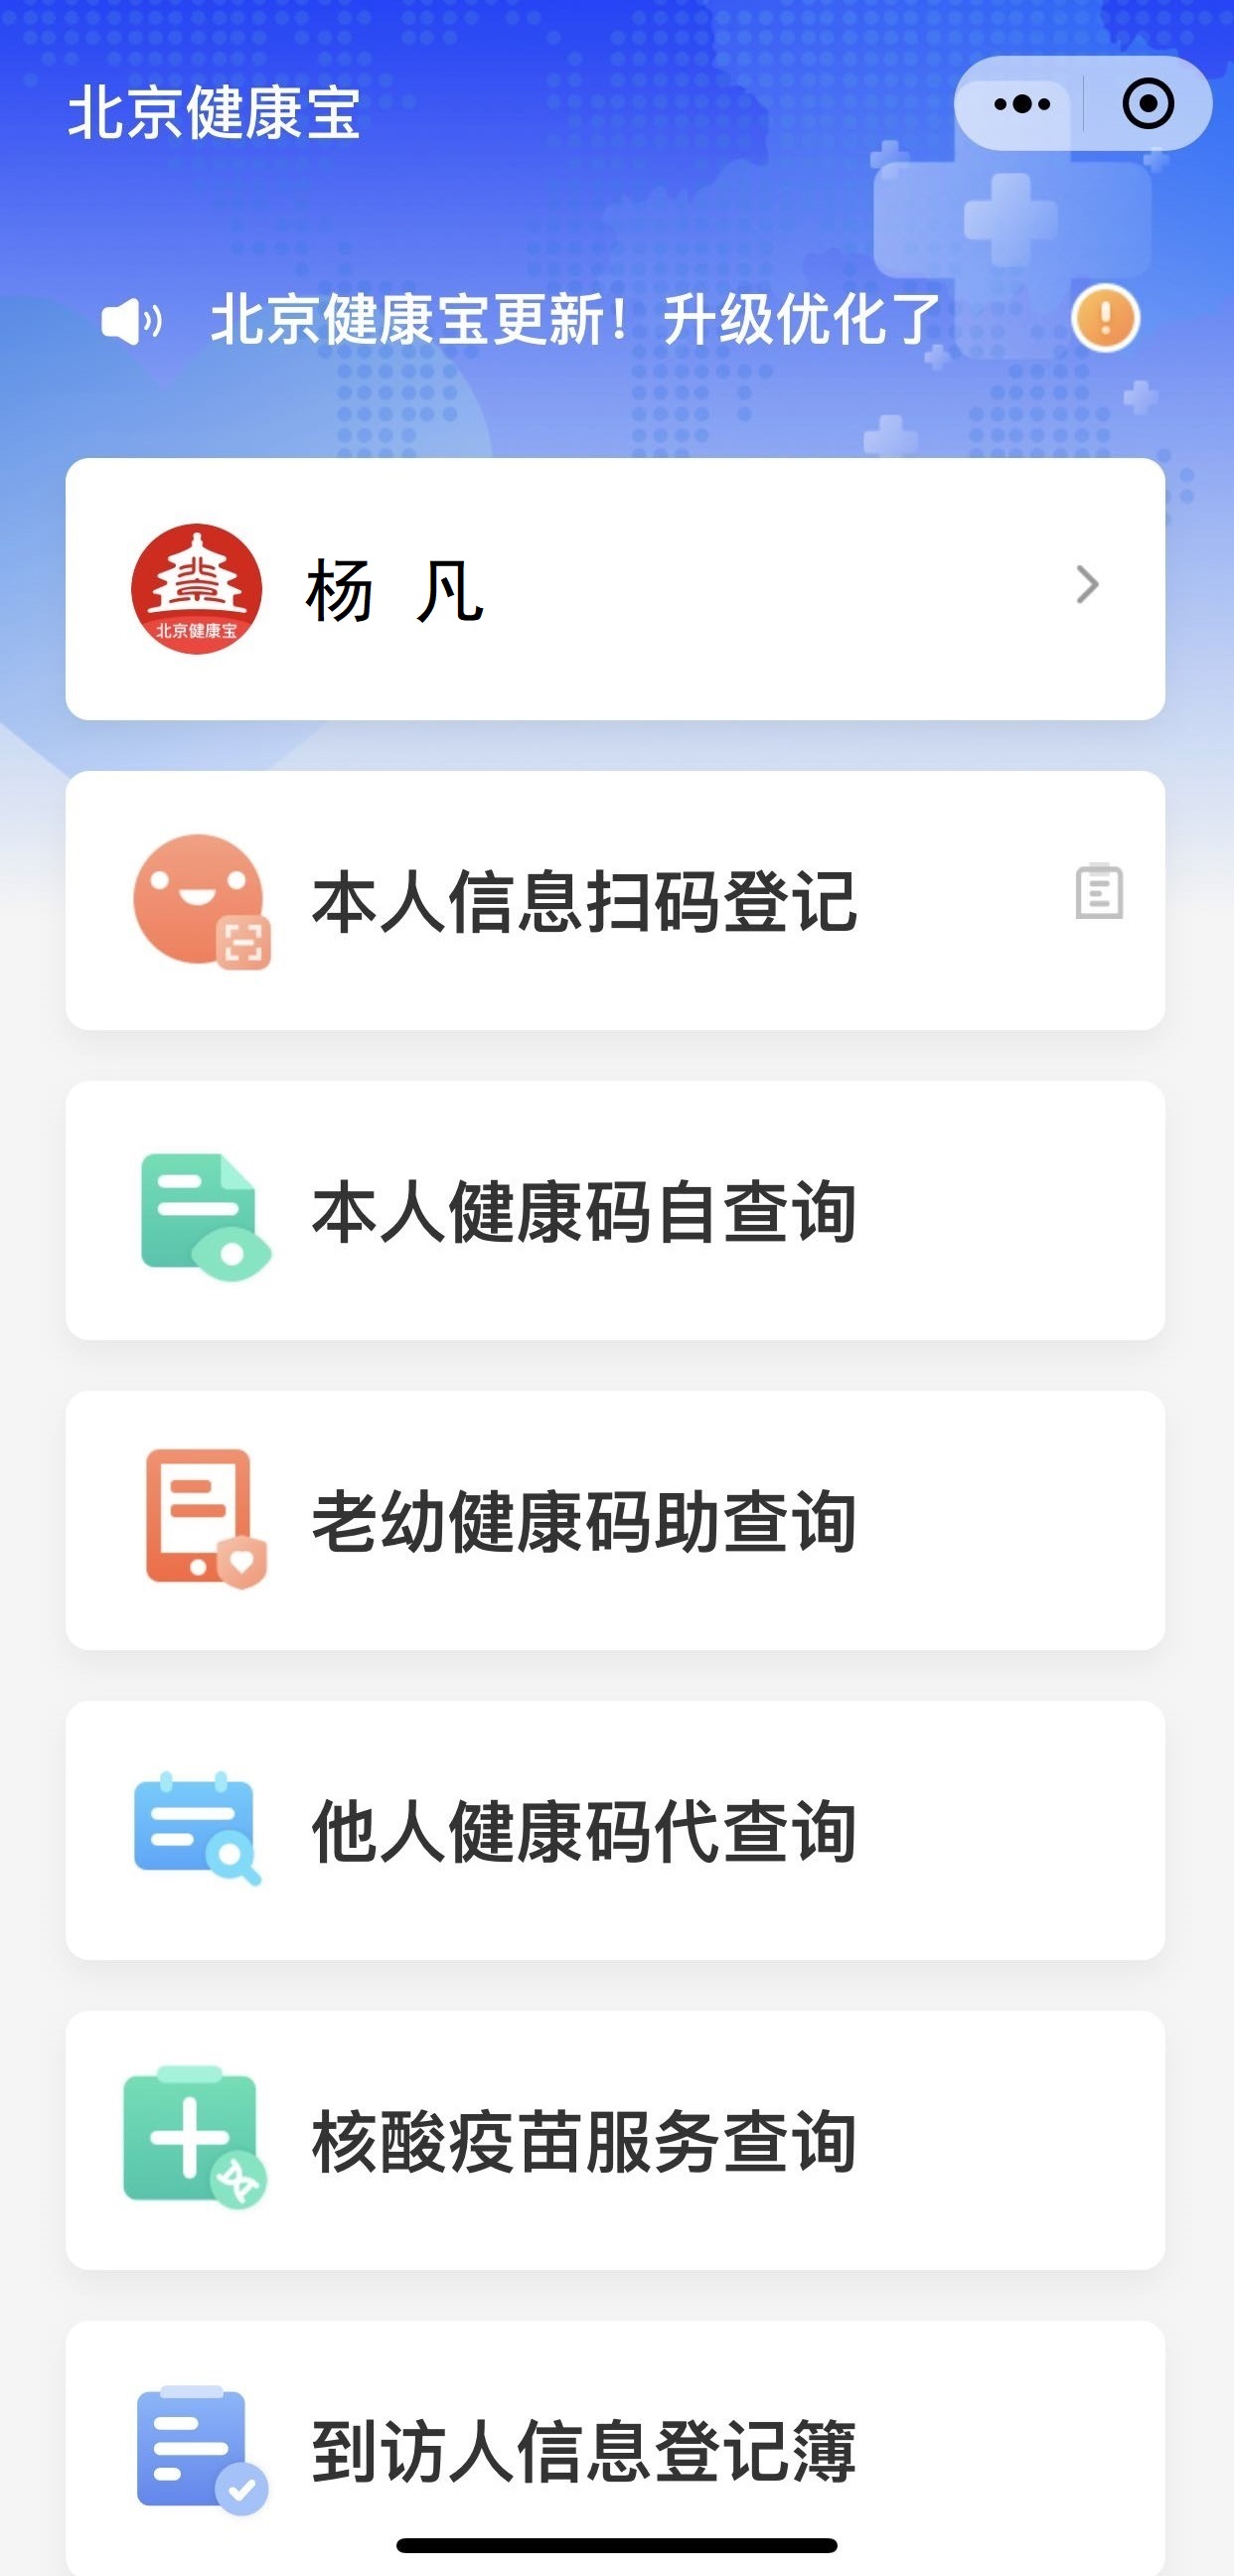 北京健康宝
北京健康宝更新！升级优化了
杨 凡
北京健康宝
本人信息扫码登记
本人健康码自查询
老幼健康码助查询
他人健康码代查询
核酸疫苗服务查询
到访人信息登记簿